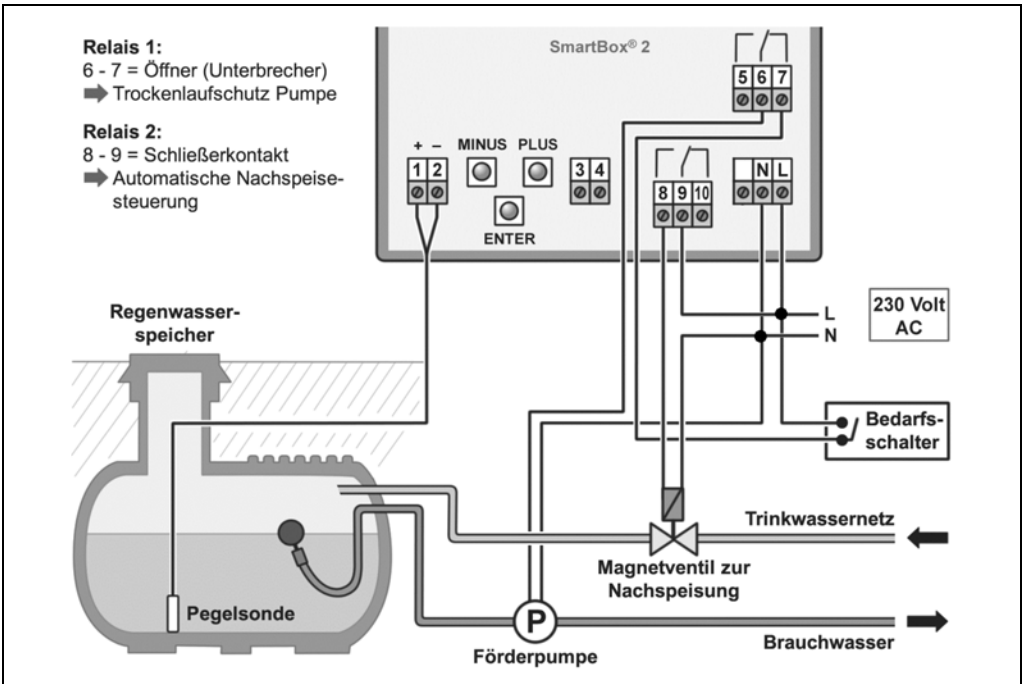 Relais 1:
6 - 7 = Öffner (Unterbrecher)
➡ Trockenlaufschutz Pumpe
Relais 2:
8 - 9 = Schließerkontakt
➡ Automatische Nachspeise-
steuerung
SmartBox® 2
5 6 7
+ –
MINUS PLUS
1 2
3 4
8 9 10
N L
ENTER
Regenwasser-
speicher
L
N
230 Volt
AC
Bedarfs-
schalter
Trinkwassernetz
Magnetventil zur
Nachspeisung
Pegelsonde
P
Brauchwasser
Förderpumpe